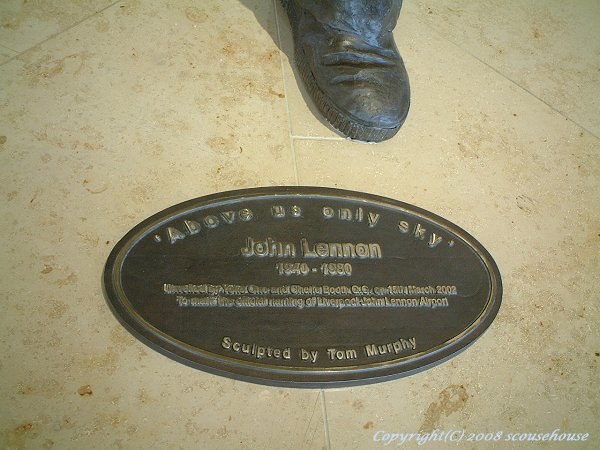 'Above us only sky'
John Lennon
1940 - 1980
Unveiled by Yoko Ono and Cherie Booth Q.C. on 15th March 2002
To mark the official naming of Liverpool John Lennon Airport
Sculpted by Tom Murphy
Copyright(C) 2008 scousehouse